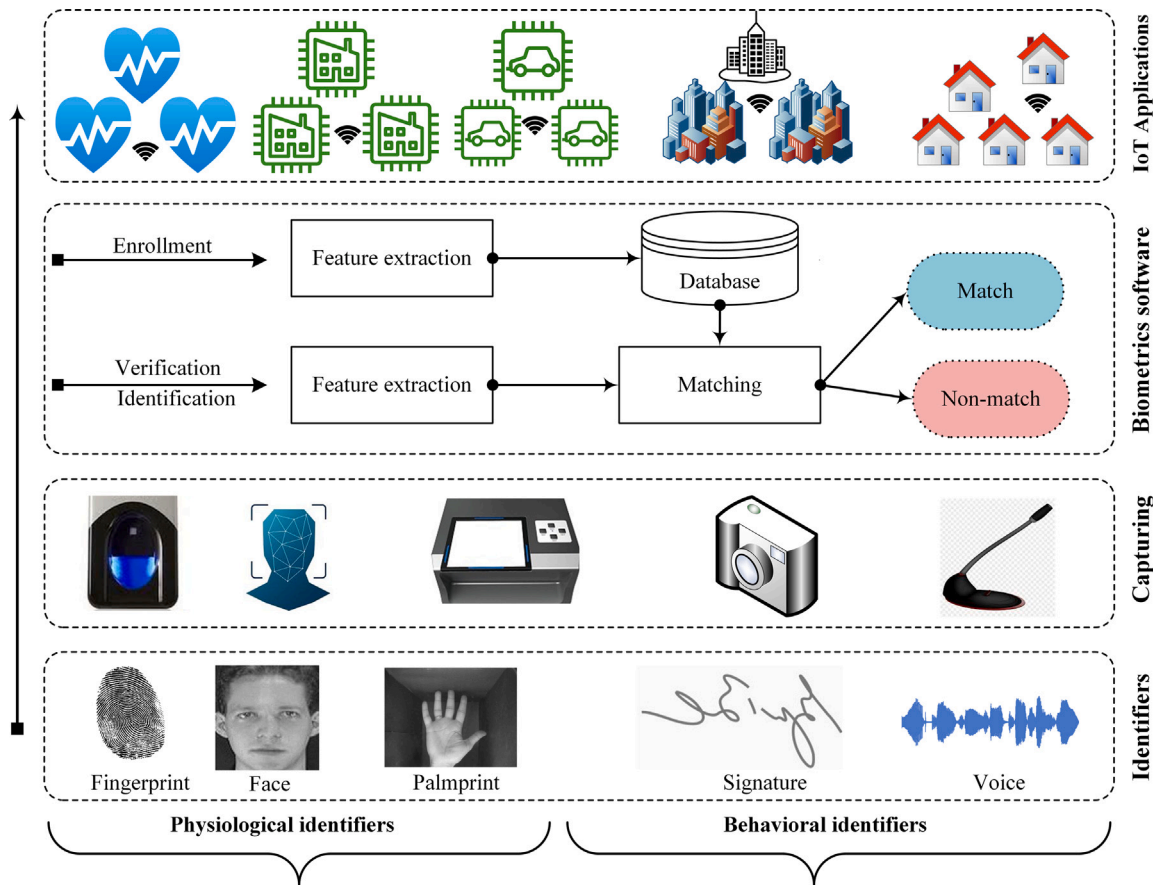 IoT Applications
Enrollment
Feature extraction
Database
Match
Verification
Identification
Feature extraction
Matching
Non-match
Biometrics software
Capturing
Fingerprint
Face
Palmprint
Signature
Voice
Identifiers
Physiological identifiers
Behavioral identifiers